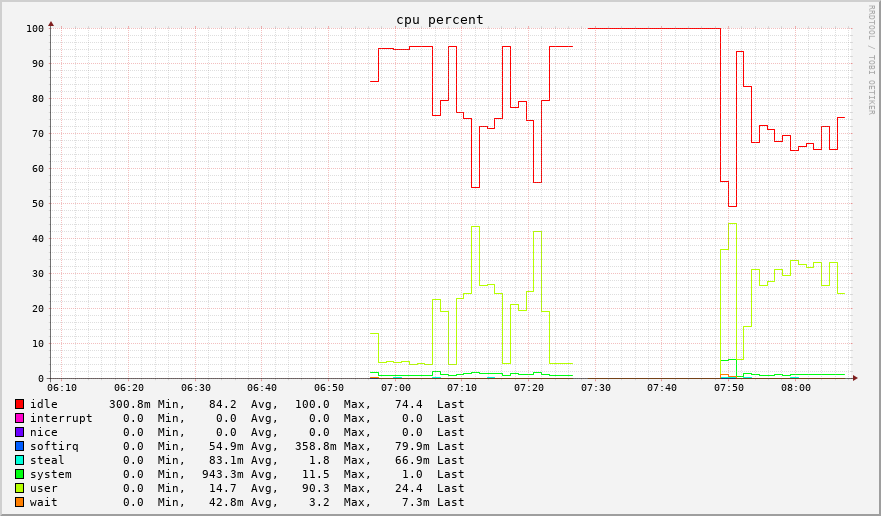 cpu percent
RRDTOOL / TOBI OETIKER
100
90
80
70
60
50
40
30
20
10
0
06:10 06:20 06:30 06:40 06:50 07:00 07:10 07:20 07:30 07:40 07:50 08:00
idle 300.8m Min, 84.2 Avg, 100.0 Max, 74.4 Last
interrupt 0.0 Min, 0.0 Avg, 0.0 Max, 0.0 Last
nice 0.0 Min, 0.0 Avg, 0.0 Max, 0.0 Last
softirq 0.0 Min, 54.9m Avg, 358.8m Max, 79.9m Last
steal 0.0 Min, 83.1m Avg, 1.8 Max, 66.9m Last
system 0.0 Min, 943.3m Avg, 11.5 Max, 1.0 Last
user 0.0 Min, 14.7 Avg, 90.3 Max, 24.4 Last
wait 0.0 Min, 42.8m Avg, 3.2 Max, 7.3m Last